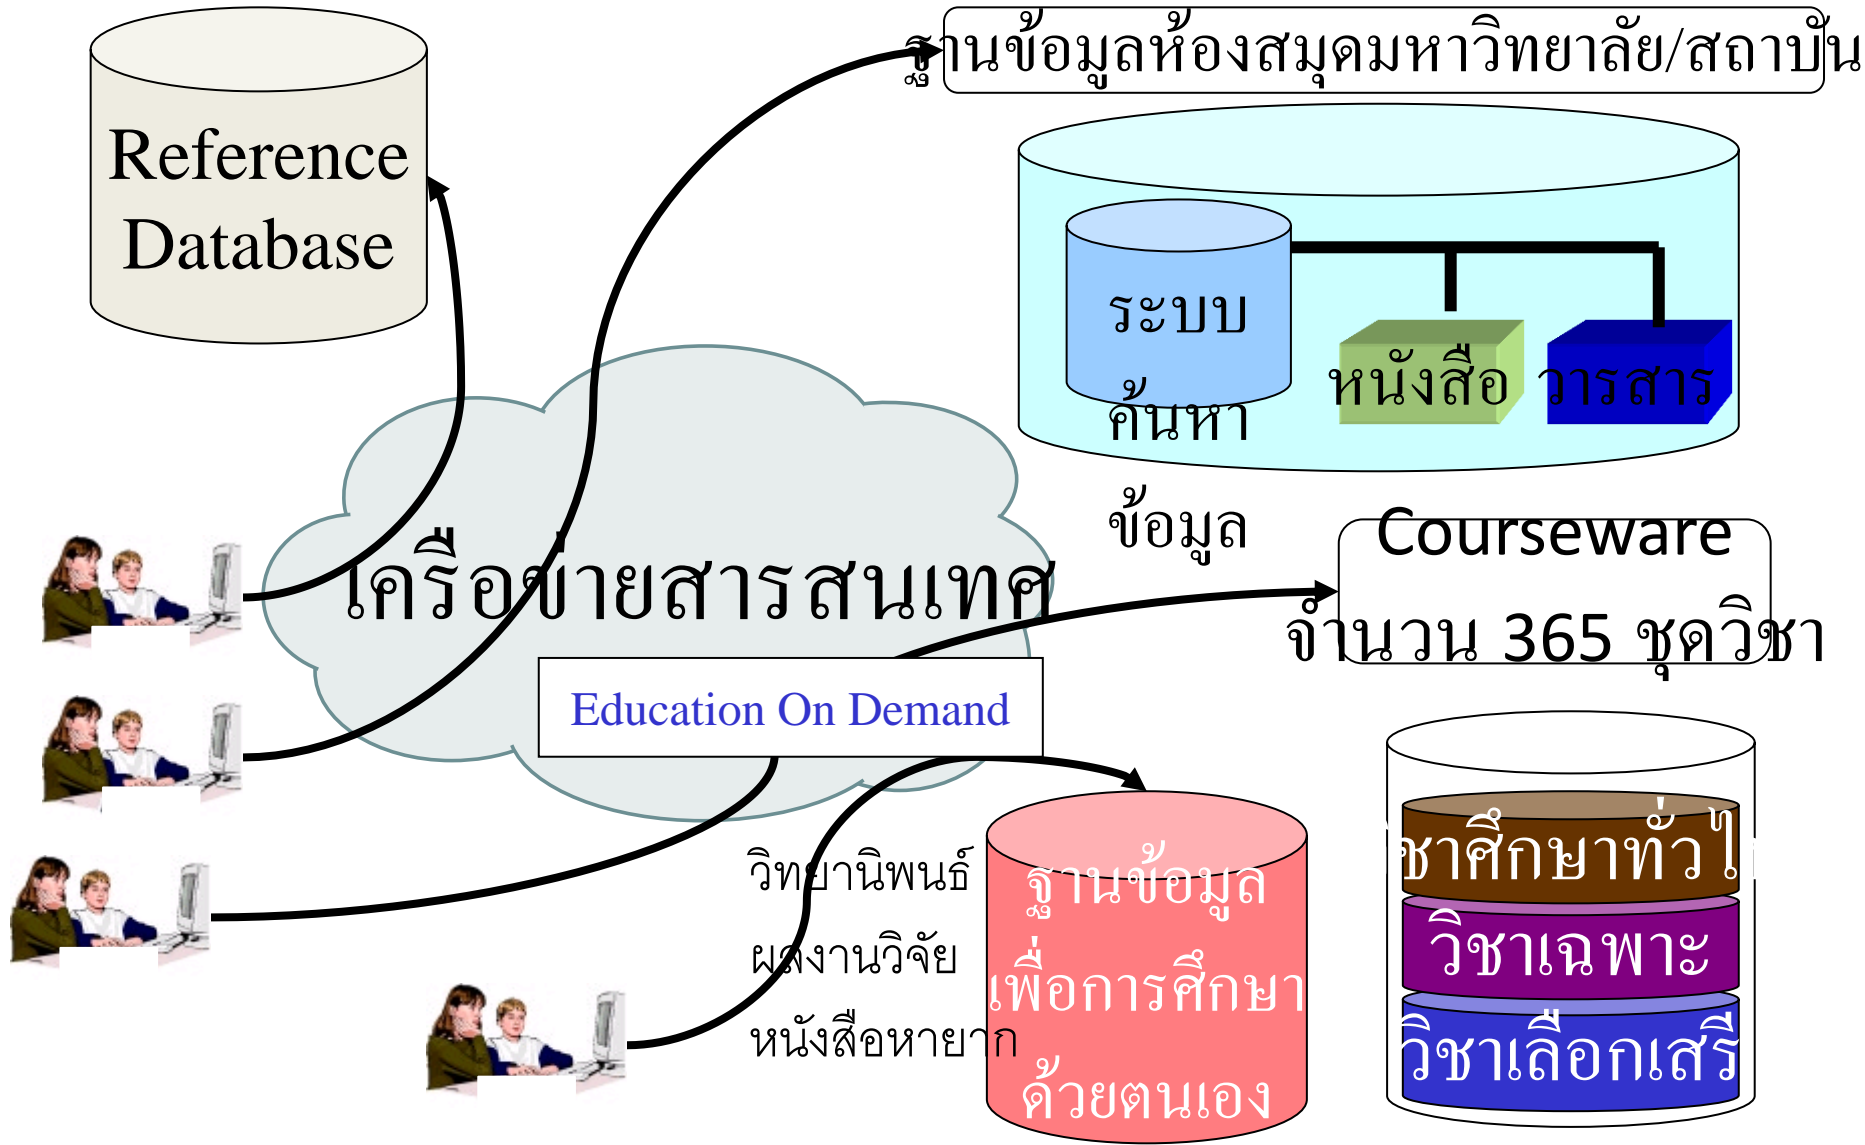 Reference
Database
ฐานข้อมูลห้องสมุดมหาวิทยาลัย/สถาบัน
ระบบ
ค้นหา
ข้อมูล
หนังสือ
วารสาร
เครือข่ายสารสนเทศ
Education On Demand
Courseware
จำนวน 365 ชุดวิชา
วิทยานิพนธ์
ผลงานวิจัย
หนังสือหายาก
ฐานข้อมูล
เพื่อการศึกษา
ด้วยตนเอง
วิชาศึกษาทั่วไป
วิชาเฉพาะ
วิชาเลือกเสรี